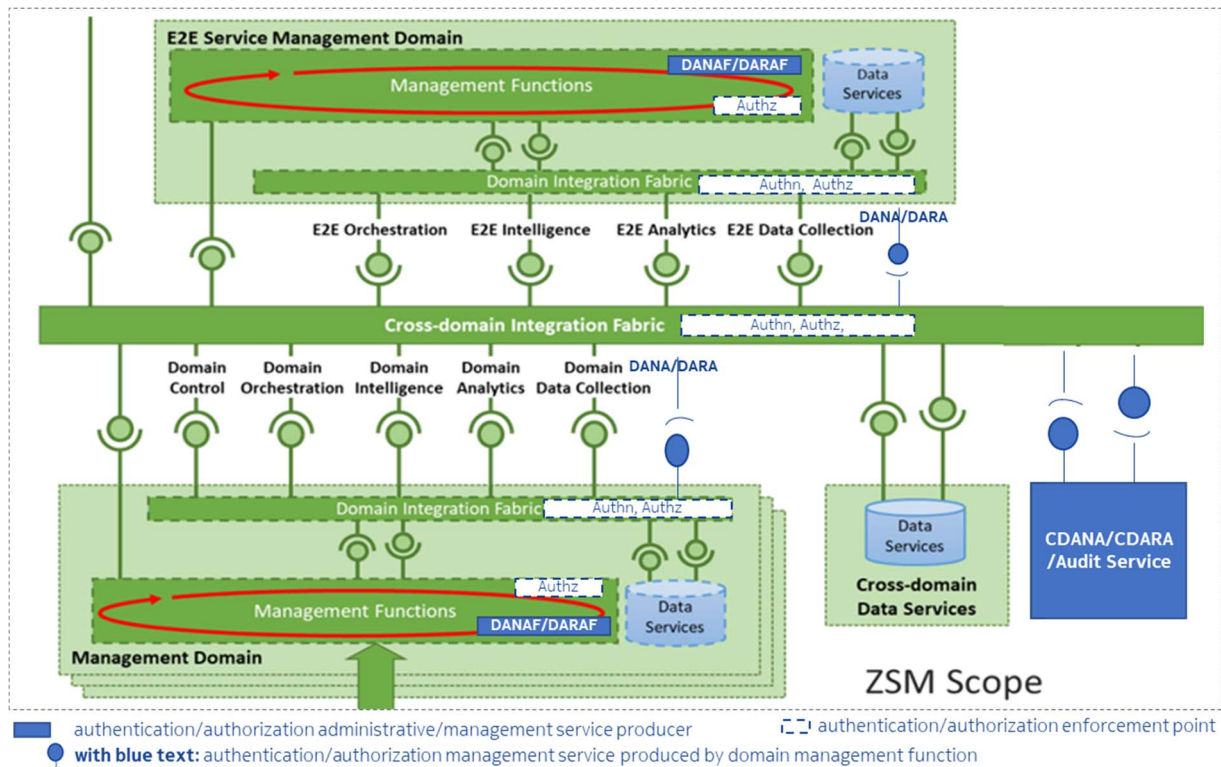 E2E Service Management Domain
DANAF/DARAF
Management Functions
Authz
Data
Services
Domain Integration Fabric
Authn, Authz
E2E Orchestration
E2E Intelligence
E2E Analytics
E2E Data Collection
DANA/DARA
Cross-domain Integration Fabric
Authn, Authz,
Domain
Control
Domain
Orchestration
Domain
Intelligence
Domain
Analytics
Domain
Data Collection
DANA/DARA
Domain Integration Fabric
Authn, Authz
Authz
Management Functions
DANAF/DARAF
Data
Services
Management Domain
Data
Services
Cross-domain
Data Services
CDANA/CDARA
/Audit Service
ZSM Scope
authentication/authorization administrative/management service producer
authentication/authorization enforcement point
with blue text: authentication/authorization management service produced by domain management function